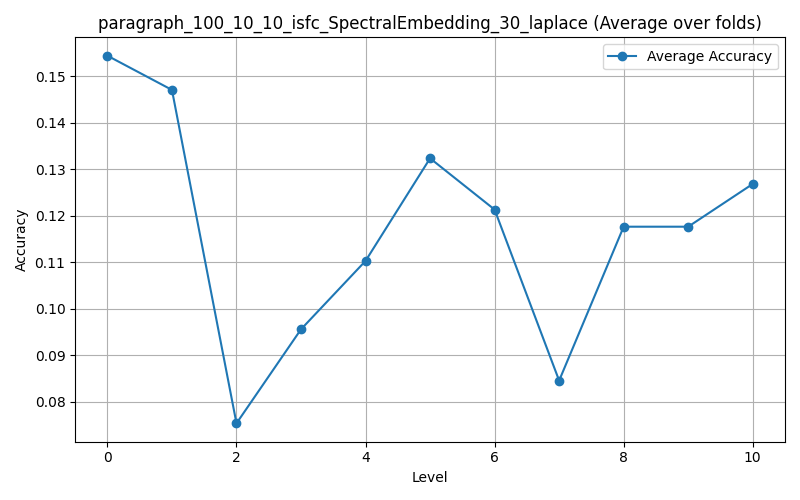 paragraph_100_10_10_isfc_SpectralEmbedding_30_laplace (Average over folds)
Average Accuracy
0.15
0.14
0.13
0.12
0.11
0.10
0.09
0.08
Accuracy
0 2 4 6 8 10
Level